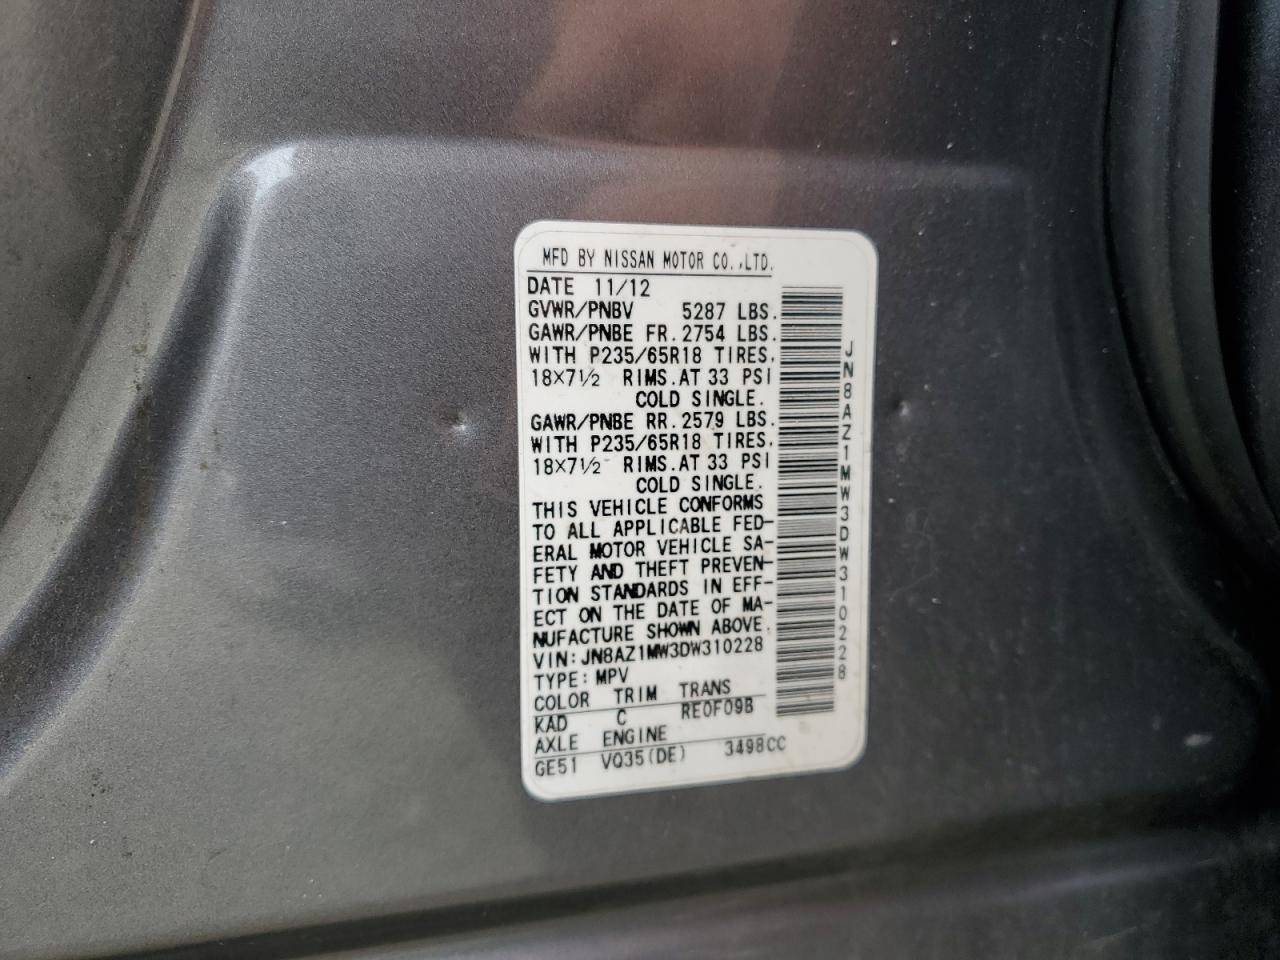 MFD BY NISSAN MOTOR CO.,LTD.
DATE 11/12
GVWR/PNBV 5287 LBS.
GAWR/PNBE FR.2754 LBS.
WITH P235/65R18 TIRES,
18×7½ RIMS.AT 33 PSI
COLD SINGLE.
GAWR/PNBE RR.2579 LBS.
WITH P235/65R18 TIRES,
18×7½ RIMS.AT 33 PSI
COLD SINGLE.
THIS VEHICLE CONFORMS
TO ALL APPLICABLE FED-
ERAL MOTOR VEHICLE SA-
FETY AND THEFT PREVEN-
TION STANDARDS IN EFF-
ECT ON THE DATE OF MA-
NUFACTURE SHOWN ABOVE.
VIN:JN8AZ1MW3DW310228
TYPE:MPV
COLOR TRIM TRANS
KAD C RE0F09B
AXLE ENGINE
GE51 VQ35(DE) 3498CC
JN8AZ1MW3DW310228